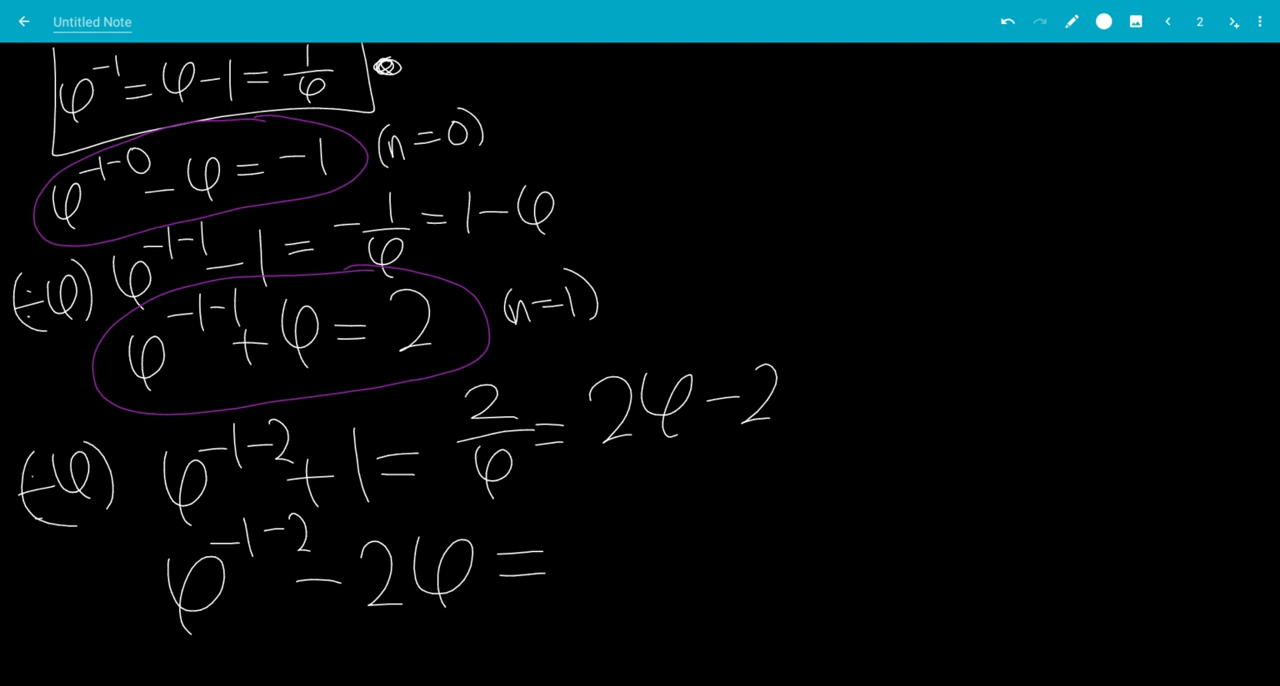 Untitled Note
2
φ⁻¹ = φ − 1 = 1/φ
φ⁻¹⁻⁰ − φ = −1 (n=0)
(÷φ) φ⁻¹⁻¹ − 1 = −1/φ = 1 − φ
φ⁻¹⁻¹ + φ = 2 (n=1)
(÷φ) φ⁻¹⁻² + 1 = 2/φ = 2φ − 2
φ⁻¹⁻² − 2φ =